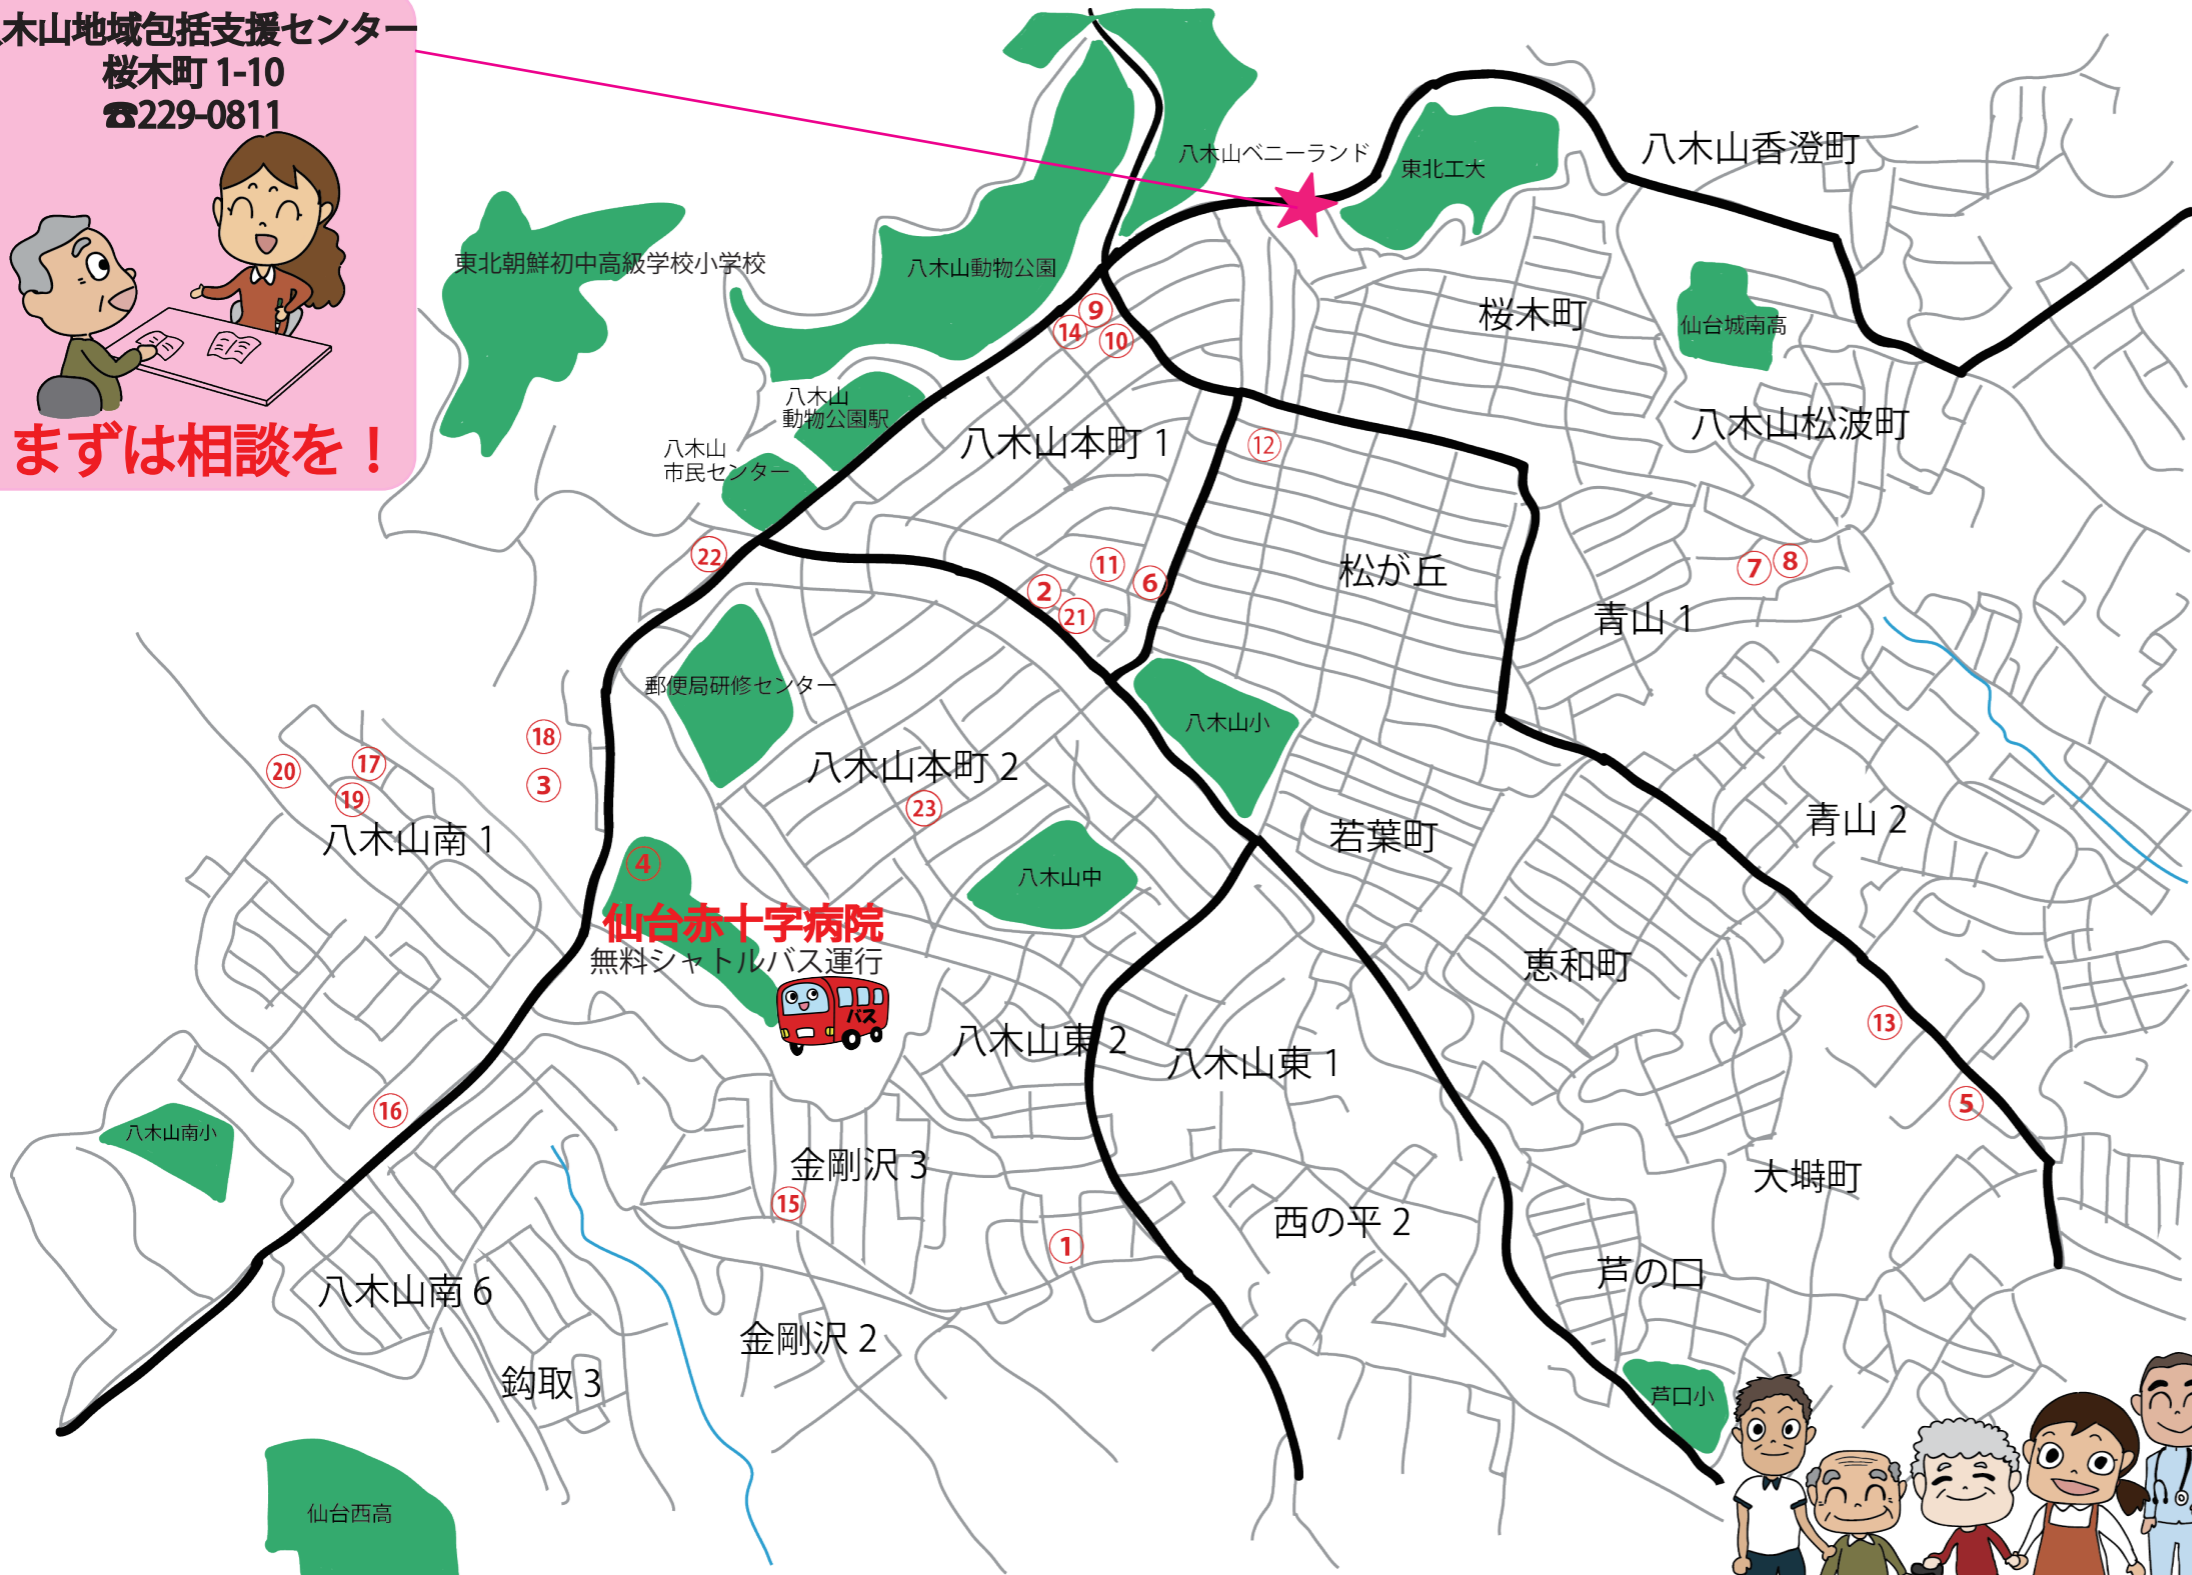 木山地域包括支援センター
桜木町 1-10
☎229-0811
まずは相談を！
八木山ベニーランド
東北工大
八木山香澄町
東北朝鮮初中高級学校小学校
八木山動物公園
⑨
⑭
⑩
桜木町
仙台城南高
八木山
動物公園駅
八木山
市民センター
八木山本町 1
⑫
八木山松波町
㉒
⑪
②
⑥
㉑
松が丘
⑦
⑧
青山 1
郵便局研修センター
八木山小
⑱
⑰
⑳
③
⑲
八木山南 1
八木山本町 2
㉓
若葉町
青山 2
④
八木山中
仙台赤十字病院
無料シャトルバス運行
バス
恵和町
⑬
八木山東 2
八木山東 1
⑯
⑤
八木山南小
金剛沢 3
⑮
大塒町
①
西の平 2
八木山南 6
芦の口
金剛沢 2
鈎取 3
芦口小
仙台西高